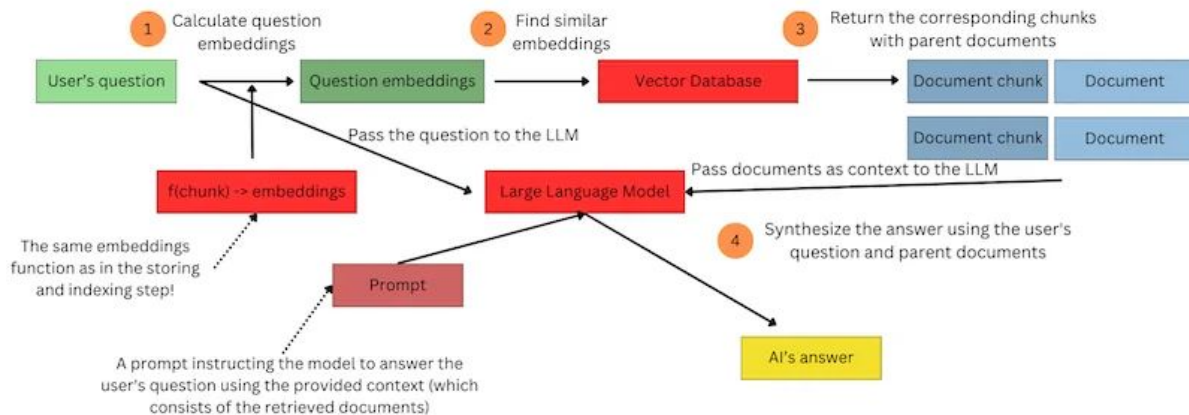 1
Calculate question
embeddings
2
Find similar
embeddings
3
Return the corresponding chunks
with parent documents
User's question
Question embeddings
Vector Database
Document chunk
Document
Document chunk
Document
Pass the question to the LLM
Pass documents as context to the LLM
f(chunk) -> embeddings
Large Language Model
The same embeddings
function as in the storing
and indexing step!
4
Synthesize the answer using the user's
question and parent documents
Prompt
AI's answer
A prompt instructing the model to answer the
user's question using the provided context (which
consists of the retrieved documents)